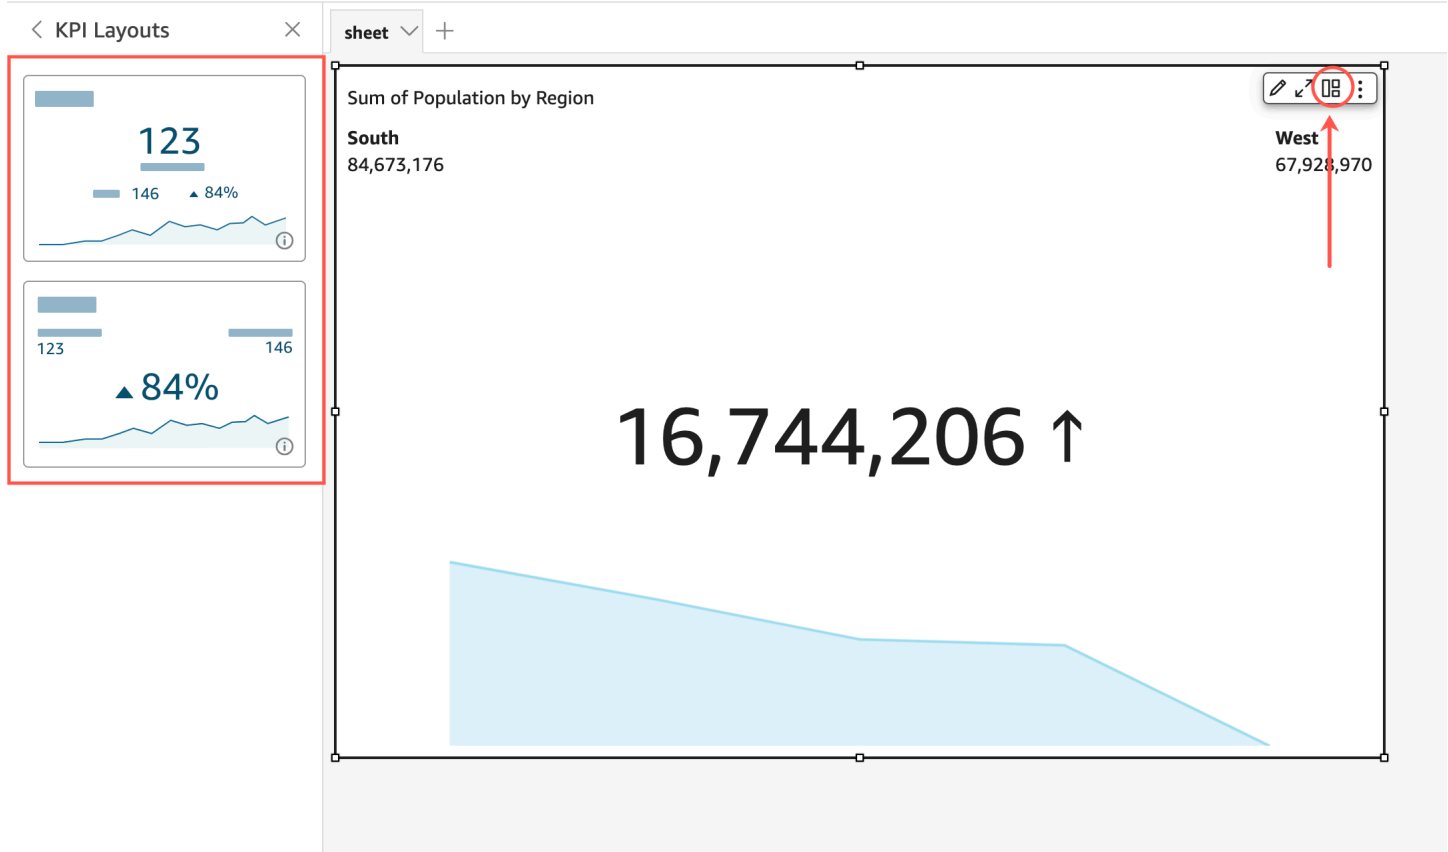 KPI Layouts
123
146 ▲ 84%
123 146
▲ 84%
sheet
Sum of Population by Region
South West
84,673,176 67,928,970
16,744,206 ↑